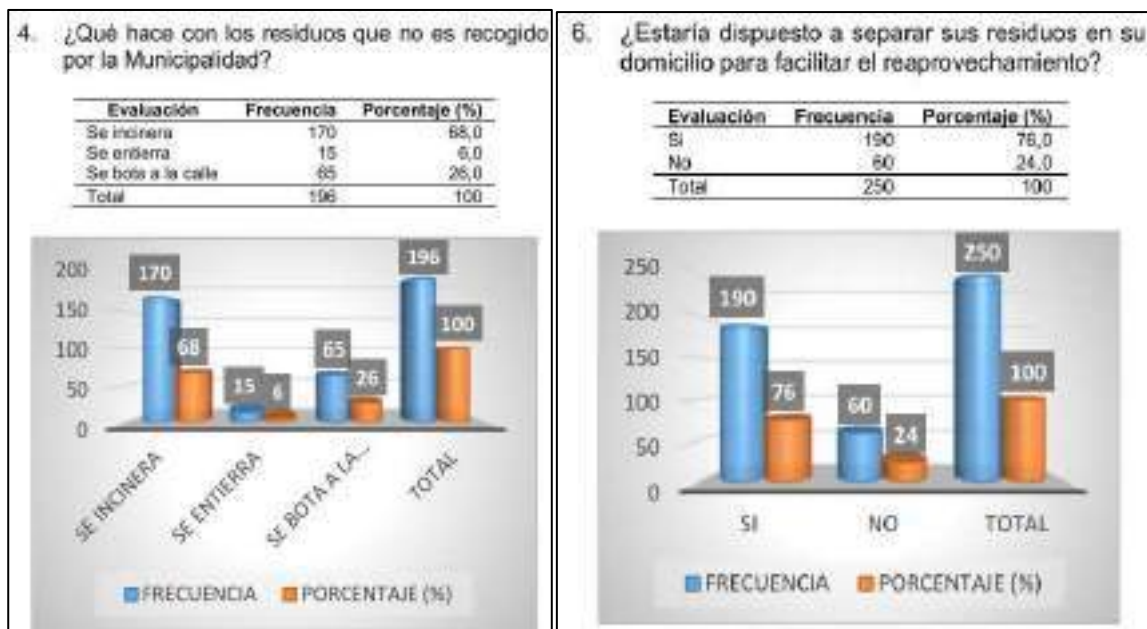 4. ¿Qué hace con los residuos que no es recogido
por la Municipalidad?
Evaluación Frecuencia Porcentaje (%)
Se incinera 170 68,0
Se entierra 15 6,0
Se bota a la calle 65 26,0
Total 196 100
200
150
100
50
0
170
68
15
6
65
26
196
100
SE INCINERA
SE ENTIERRA
SE BOTA A LA...
TOTAL
FRECUENCIA PORCENTAJE (%)
6. ¿Estaría dispuesto a separar sus residuos en su
domicilio para facilitar el reaprovechamiento?
Evaluación Frecuencia Porcentaje (%)
Si 190 76,0
No 60 24,0
Total 250 100
250
200
150
100
50
0
190
76
60
24
250
100
SI
NO
TOTAL
FRECUENCIA PORCENTAJE (%)